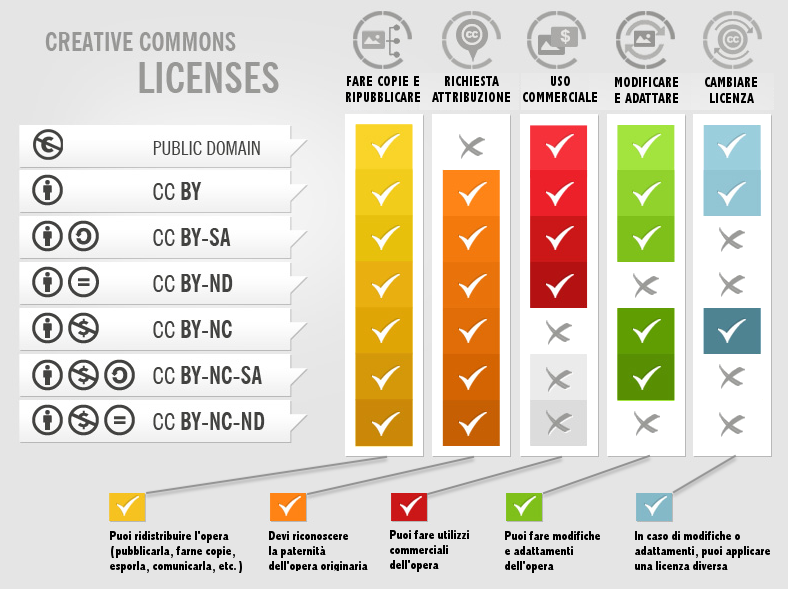 CREATIVE COMMONS
LICENSES
FARE COPIE E
RIPUBBLICARE
RICHIESTA
ATTRIBUZIONE
USO
COMMERCIALE
MODIFICARE
E ADATTARE
CAMBIARE
LICENZA
PUBLIC DOMAIN
CC BY
CC BY-SA
CC BY-ND
CC BY-NC
CC BY-NC-SA
CC BY-NC-ND
Puoi ridistribuire l'opera
(pubblicarla, farne copie,
esporla, comunicarla, etc.)
Devi riconoscere
la paternità
dell'opera originaria
Puoi fare utilizzi
commerciali
dell'opera
Puoi fare modifiche
e adattamenti
dell'opera
In caso di modifiche o
adattamenti, puoi applicare
una licenza diversa